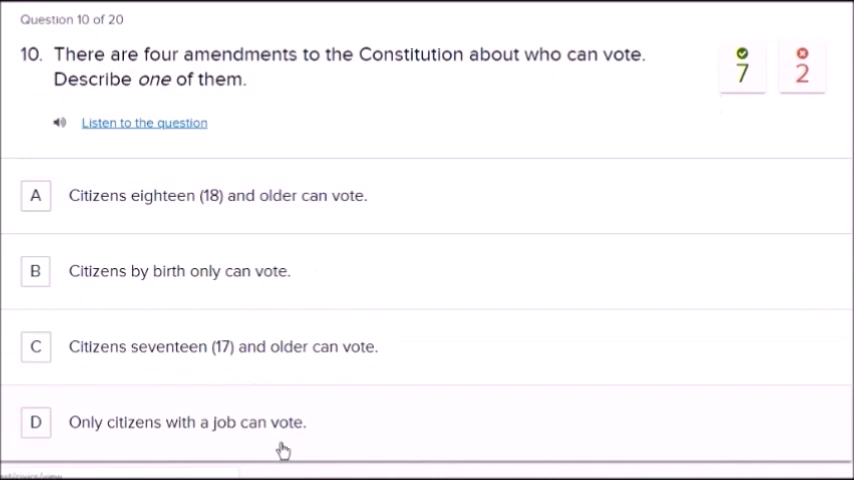 Question 10 of 20
10. There are four amendments to the Constitution about who can vote.
Describe one of them.
7
2
Listen to the question
A Citizens eighteen (18) and older can vote.
B Citizens by birth only can vote.
C Citizens seventeen (17) and older can vote.
D Only citizens with a job can vote.